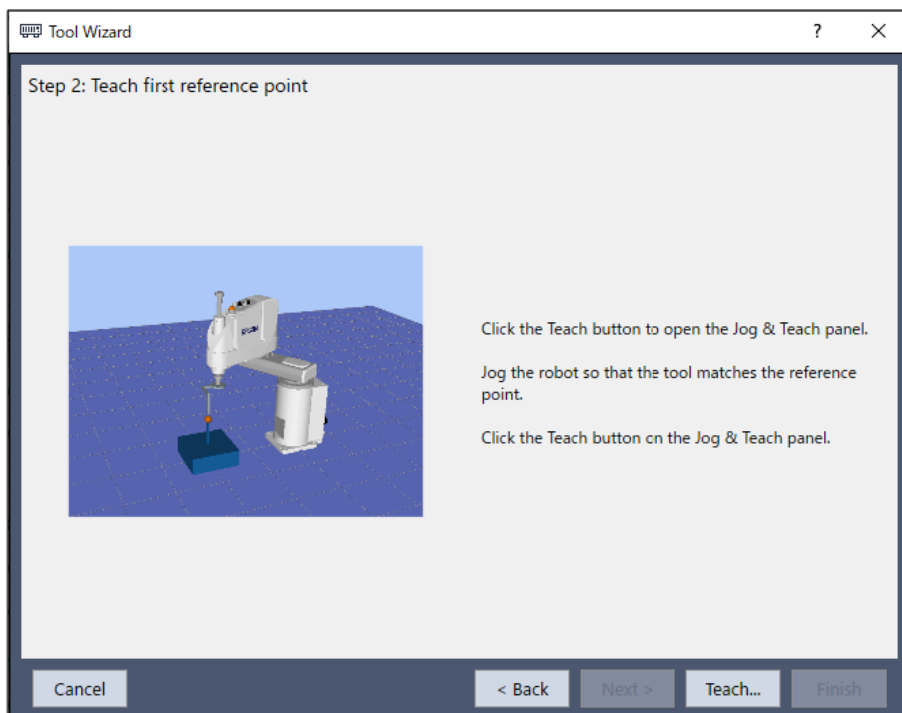 Tool Wizard
?
Step 2: Teach first reference point
EPSON
Click the Teach button to open the Jog & Teach panel.
Jog the robot so that the tool matches the reference
point.
Click the Teach button on the Jog & Teach panel.
Cancel
< Back
Next >
Teach...
Finish